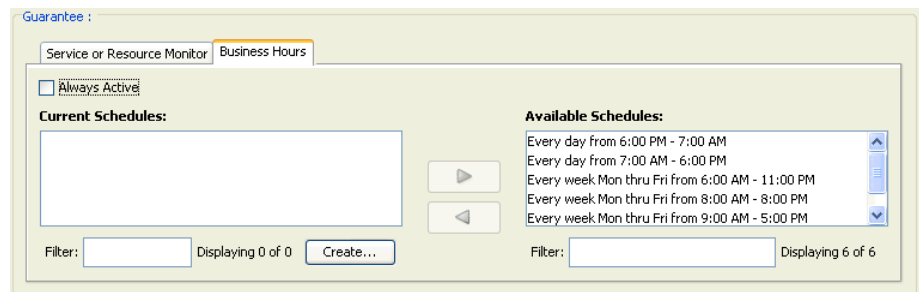 Guarantee :
Service or Resource Monitor Business Hours
Always Active
Current Schedules: Available Schedules:
Every day from 6:00 PM - 7:00 AM
Every day from 7:00 AM - 6:00 PM
Every week Mon thru Fri from 6:00 AM - 11:00 PM
Every week Mon thru Fri from 8:00 AM - 8:00 PM
Every week Mon thru Fri from 9:00 AM - 5:00 PM
Filter: Displaying 0 of 0 Create... Filter: Displaying 6 of 6